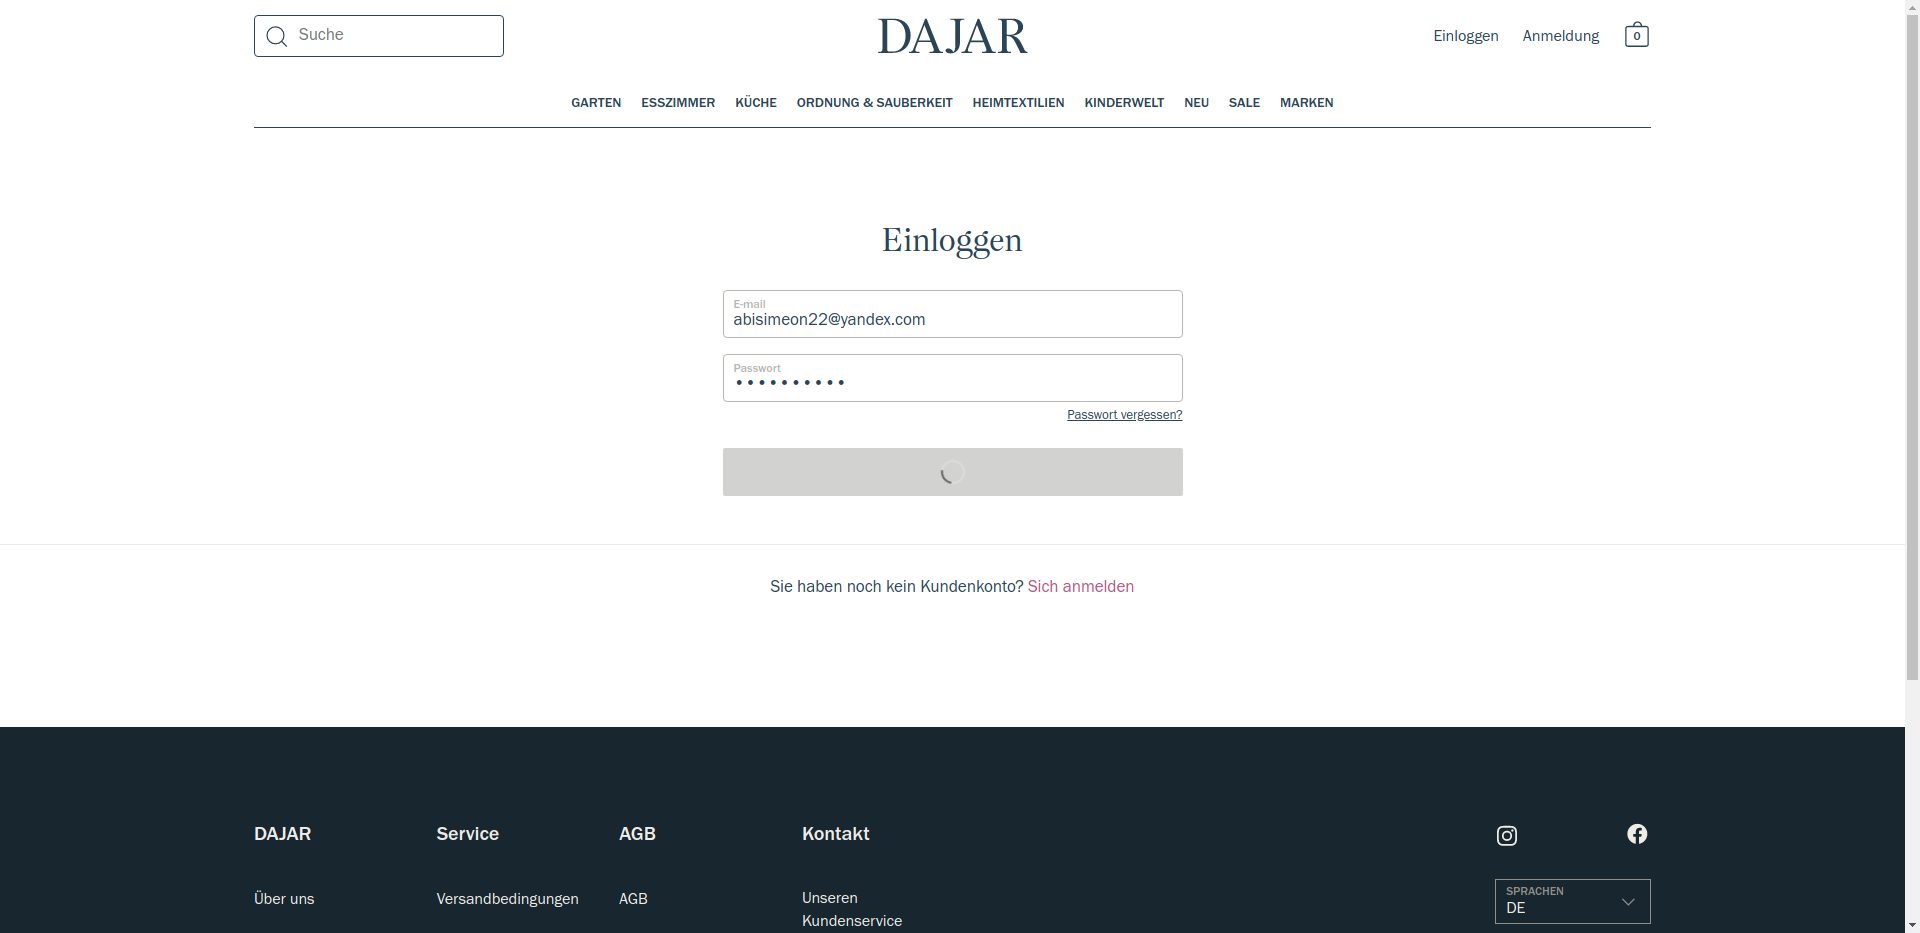 Suche
DAJAR
Einloggen
Anmeldung
0
GARTEN
ESSZIMMER
KÜCHE
ORDNUNG & SAUBERKEIT
HEIMTEXTILIEN
KINDERWELT
NEU
SALE
MARKEN
Einloggen
E-mail
abisimeon22@yandex.com
Passwort
••••••••••
Passwort vergessen?
Sie haben noch kein Kundenkonto? Sich anmelden
DAJAR
Über uns
Service
Versandbedingungen
AGB
AGB
Kontakt
Unseren
Kundenservice
SPRACHEN
DE